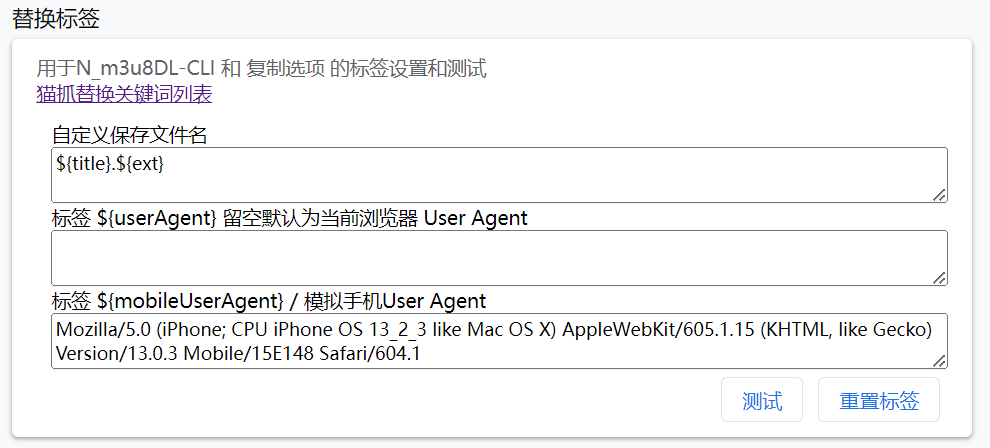 替换标签
用于N_m3u8DL-CLI 和 复制选项 的标签设置和测试
猫抓替换关键词列表
自定义保存文件名
${title}.${ext}
标签 ${userAgent} 留空默认为当前浏览器 User Agent
标签 ${mobileUserAgent} / 模拟手机User Agent
Mozilla/5.0 (iPhone; CPU iPhone OS 13_2_3 like Mac OS X) AppleWebKit/605.1.15 (KHTML, like Gecko)
Version/13.0.3 Mobile/15E148 Safari/604.1
测试
重置标签